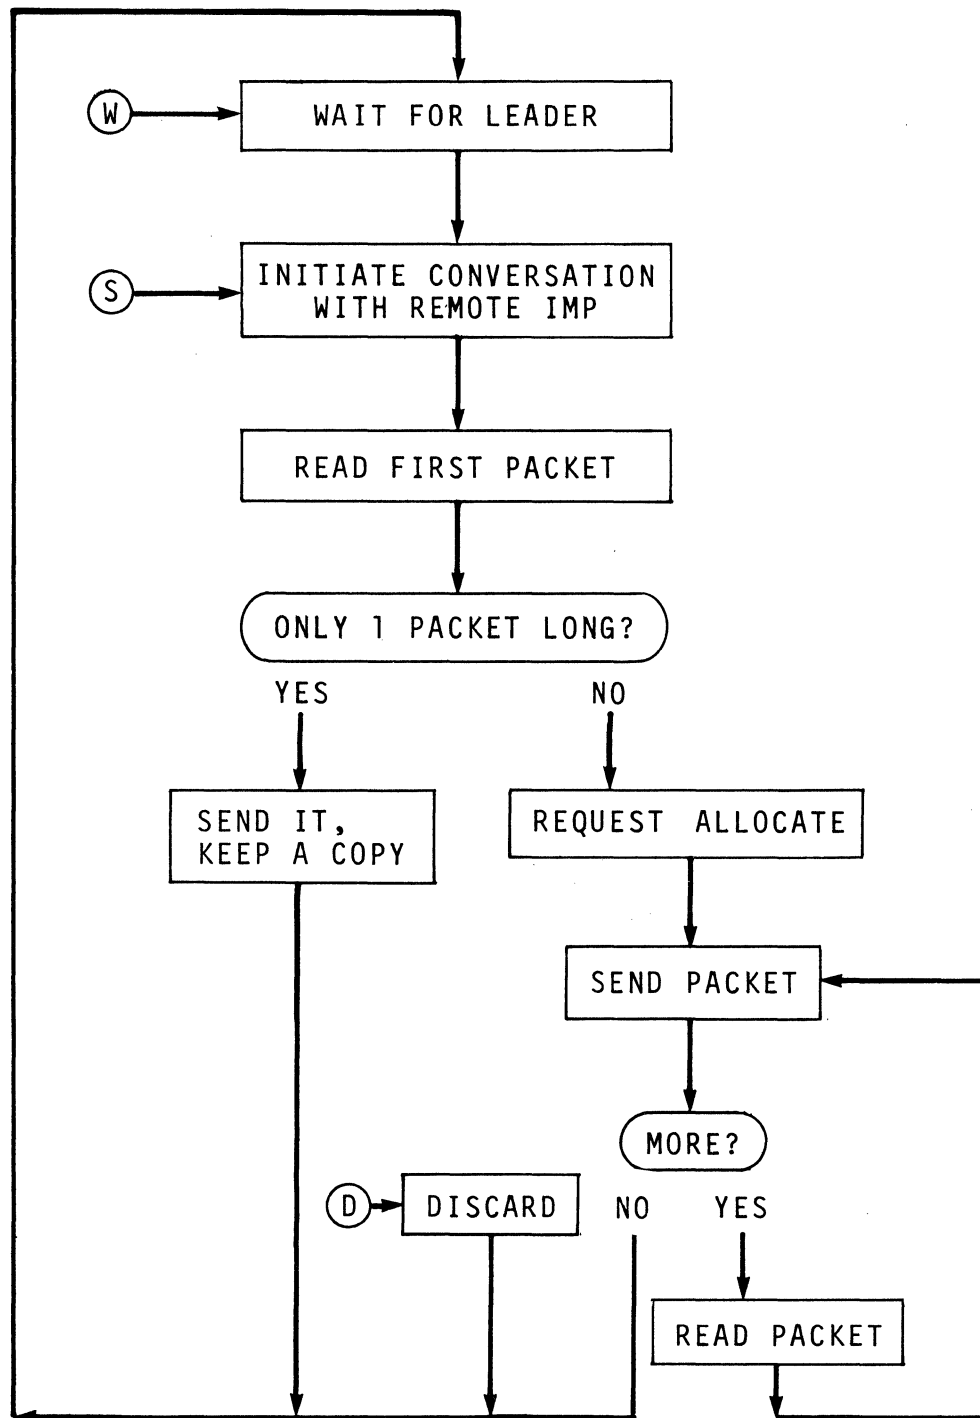 W
WAIT FOR LEADER
S
INITIATE CONVERSATION
WITH REMOTE IMP
READ FIRST PACKET
ONLY 1 PACKET LONG?
YES
NO
SEND IT,
KEEP A COPY
REQUEST ALLOCATE
SEND PACKET
MORE?
D
DISCARD
NO
YES
READ PACKET